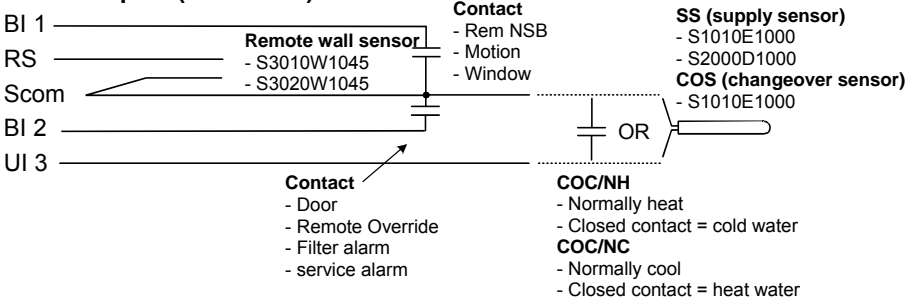 BI 1
RS
Scom
BI 2
UI 3
Remote wall sensor
- S3010W1045
- S3020W1045
Contact
- Rem NSB
- Motion
- Window
SS (supply sensor)
- S1010E1000
- S2000D1000
COS (changeover sensor)
- S1010E1000
OR
Contact
- Door
- Remote Override
- Filter alarm
- service alarm
COC/NH
- Normally heat
- Closed contact = cold water
COC/NC
- Normally cool
- Closed contact = heat water